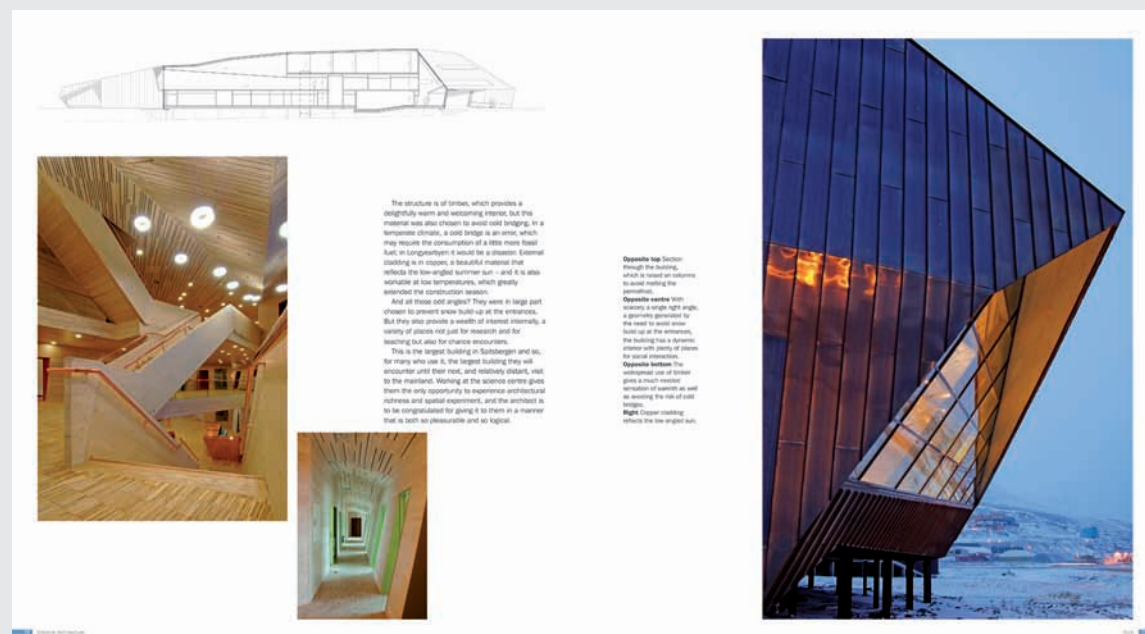 The structure is of timber, which provides a
delightfully warm and welcoming interior, but this
material was also chosen to avoid cold bridging. In a
temperate climate, a cold bridge is an error, which
may require the consumption of a little more fossil
fuel; in Longyearbyen it would be a disaster. External
cladding is in copper, a beautiful material that
reflects the low-angled summer sun – and it is also
workable at low temperatures, which greatly
extended the construction season.
And all those odd angles? They were in large part
chosen to prevent snow build-up at the entrances.
But they also provide a wealth of interest internally, a
variety of places not just for research and for
teaching but also for chance encounters.
This is the largest building in Spitsbergen and so,
for many who use it, the largest building they will
encounter until their next, and relatively distant, visit
to the mainland. Working at the science centre gives
them the only opportunity to experience architectural
richness and spatial experiment, and the architect is
to be congratulated for giving it to them in a manner
that is both so pleasurable and so logical.
Opposite top Section
through the building,
which is raised on columns
to avoid melting the
permafrost.
Opposite centre With
scarcely a single right angle,
a geometry generated by
the need to avoid snow
build up at the entrances,
the building has a dynamic
interior with plenty of places
for social interaction.
Opposite bottom The
widespread use of timber
gives a much needed
sensation of warmth as well
as avoiding the risk of cold
bridges.
Right Copper cladding
reflects the low angled sun.